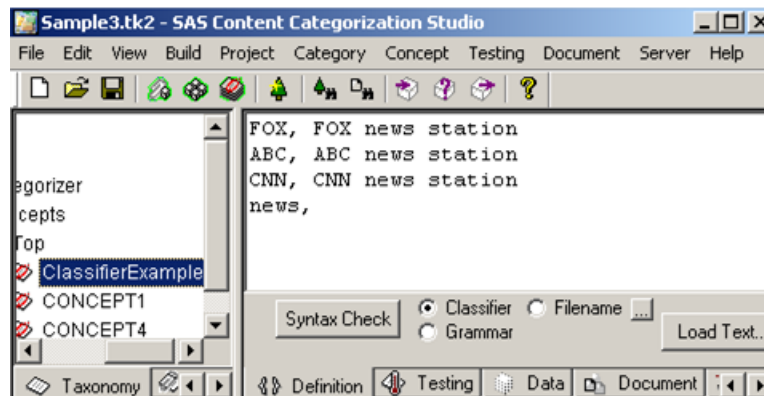 Sample3.tk2 - SAS Content Categorization Studio
File Edit View Build Project Category Concept Testing Document Server Help
FOX, FOX news station
ABC, ABC news station
CNN, CNN news station
news,
egorizer
cepts
Top
ClassifierExample
CONCEPT1
CONCEPT4
Syntax Check
Classifier Filename ...
Grammar
Load Text..
Taxonomy
Definition Testing Data Document